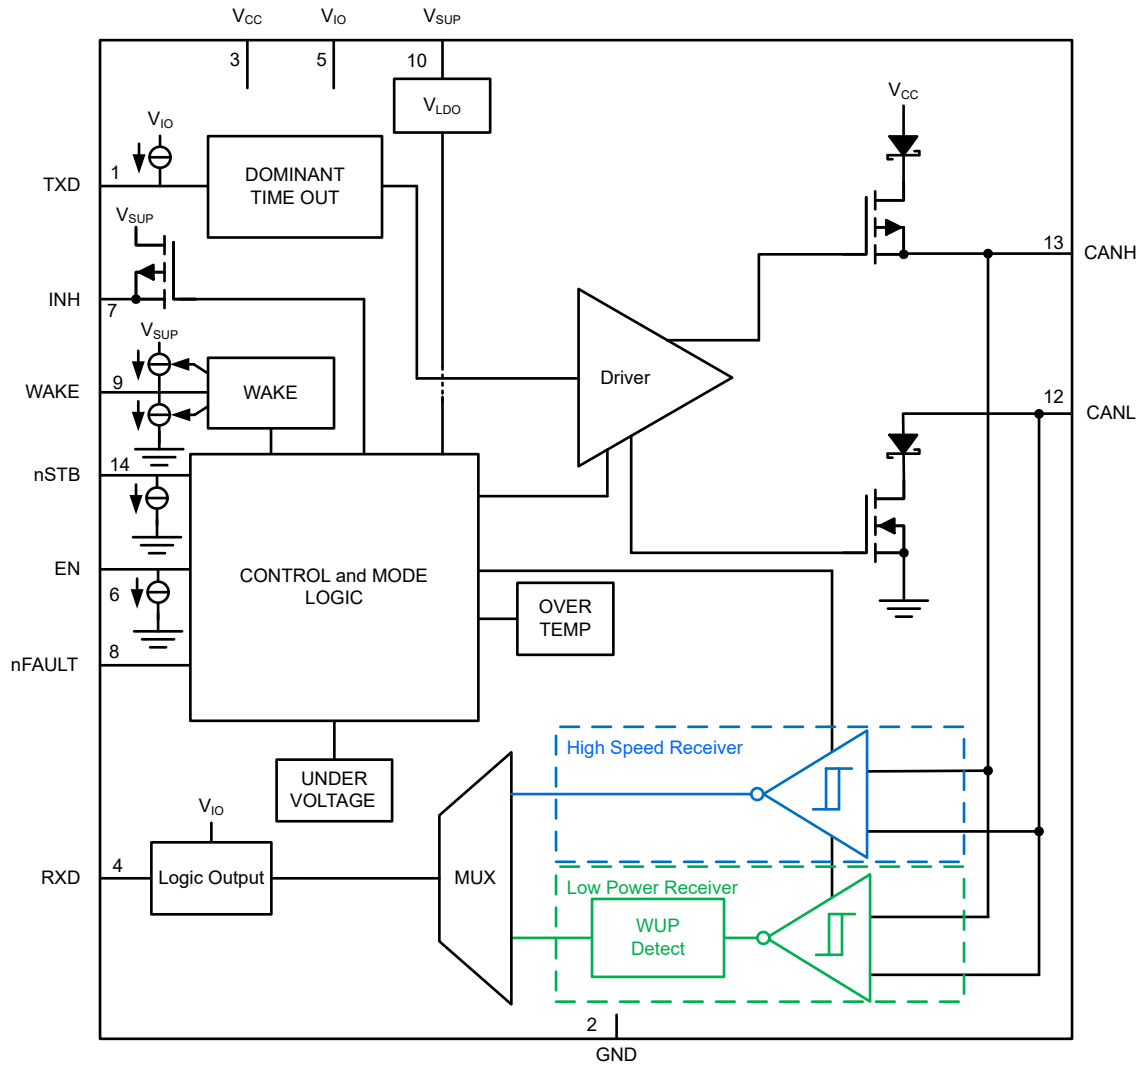 VCC
VIO
VSUP
3
5
10
VLDO
VCC
VIO
TXD
1
DOMINANT
TIME OUT
VSUP
INH
7
13
CANH
VSUP
WAKE
9
WAKE
Driver
12
CANL
nSTB
14
EN
6
CONTROL and MODE
LOGIC
OVER
TEMP
nFAULT
8
High Speed Receiver
UNDER
VOLTAGE
VIO
RXD
4
Logic Output
MUX
Low Power Receiver
WUP
Detect
2
GND